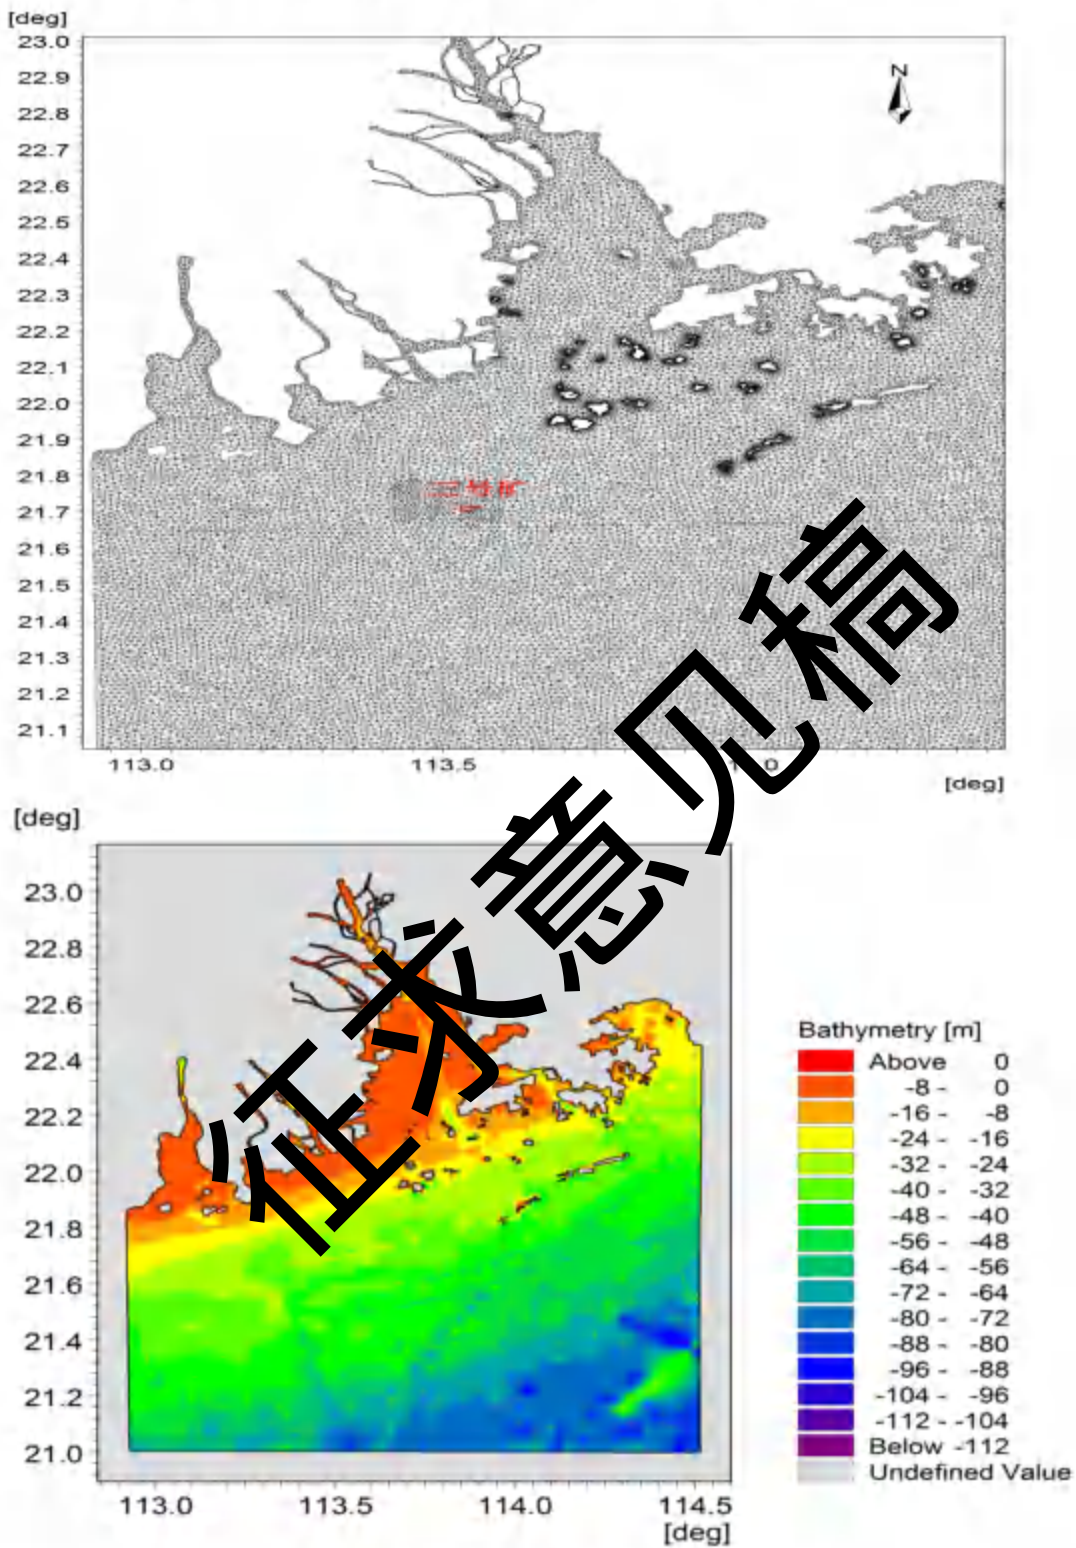 [deg]
23.0
22.9
22.8
22.7
22.6
22.5
22.4
22.3
22.2
22.1
22.0
21.9
21.8
21.7
21.6
21.5
21.4
21.3
21.2
21.1
N
113.0 113.5
[deg]
征求意见稿
[deg]
23.0
22.8
22.6
22.4
22.2
22.0
21.8
21.6
21.4
21.2
21.0
113.0 113.5 114.0 114.5
[deg]
Bathymetry [m]
Above 0
-8 - 0
-16 - -8
-24 - -16
-32 - -24
-40 - -32
-48 - -40
-56 - -48
-64 - -56
-72 - -64
-80 - -72
-88 - -80
-96 - -88
-104 - -96
-112 - -104
Below -112
Undefined Value